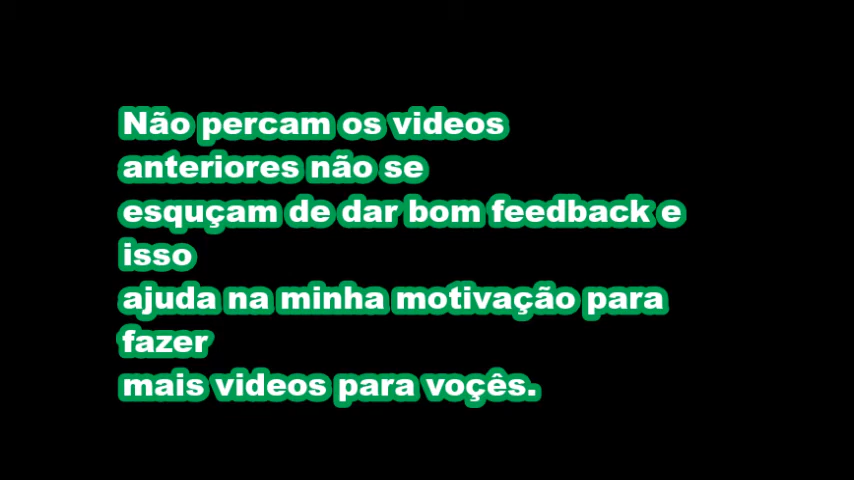 Não percam os videos
anteriores não se
esquçam de dar bom feedback e
isso
ajuda na minha motivação para
fazer
mais videos para voçês.